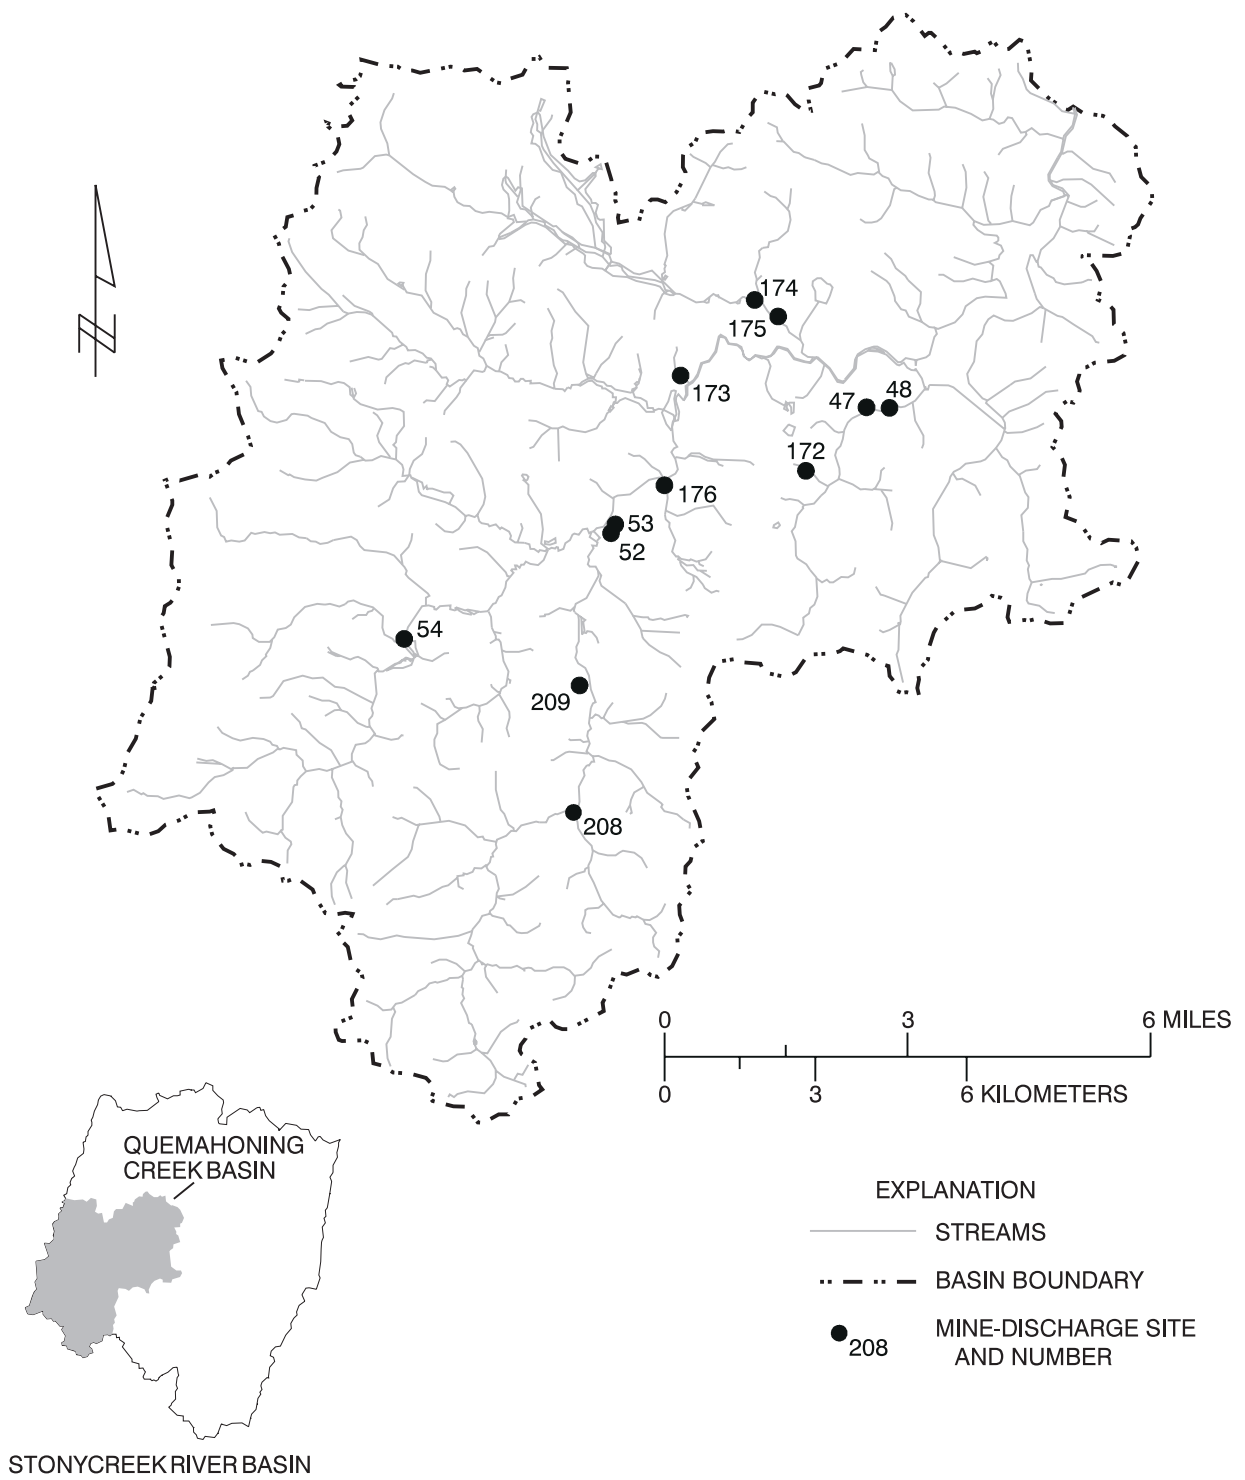 174
175
173
47
48
172
176
53
52
54
209
208
0
3
6 MILES
0
3
6 KILOMETERS
QUEMAHONING
CREEK BASIN
STONYCREEK RIVER BASIN
EXPLANATION
STREAMS
BASIN BOUNDARY
208
MINE-DISCHARGE SITE
AND NUMBER
N